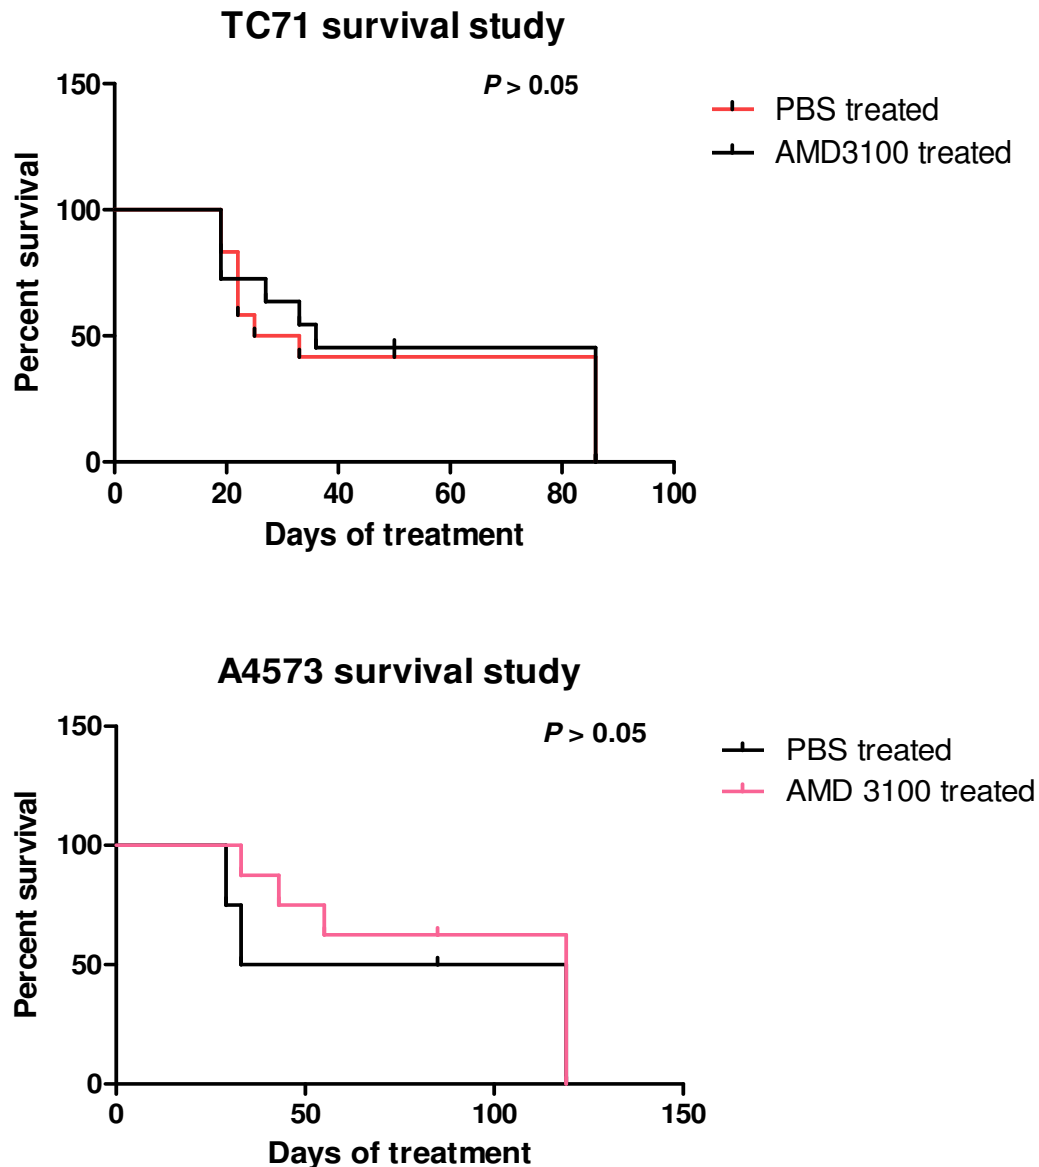 TC71 survival study
P > 0.05
150
100
50
0
Percent survival
0 20 40 60 80 100
Days of treatment
PBS treated
AMD3100 treated
A4573 survival study
P > 0.05
150
100
50
0
Percent survival
0 50 100 150
Days of treatment
PBS treated
AMD 3100 treated